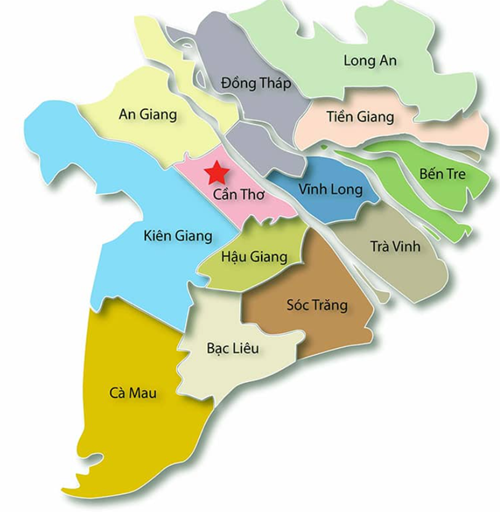 Long An
Đồng Tháp
An Giang
Tiền Giang
Bến Tre
Vĩnh Long
Cần Thơ
Kiên Giang
Trà Vinh
Hậu Giang
Sóc Trăng
Bạc Liêu
Cà Mau